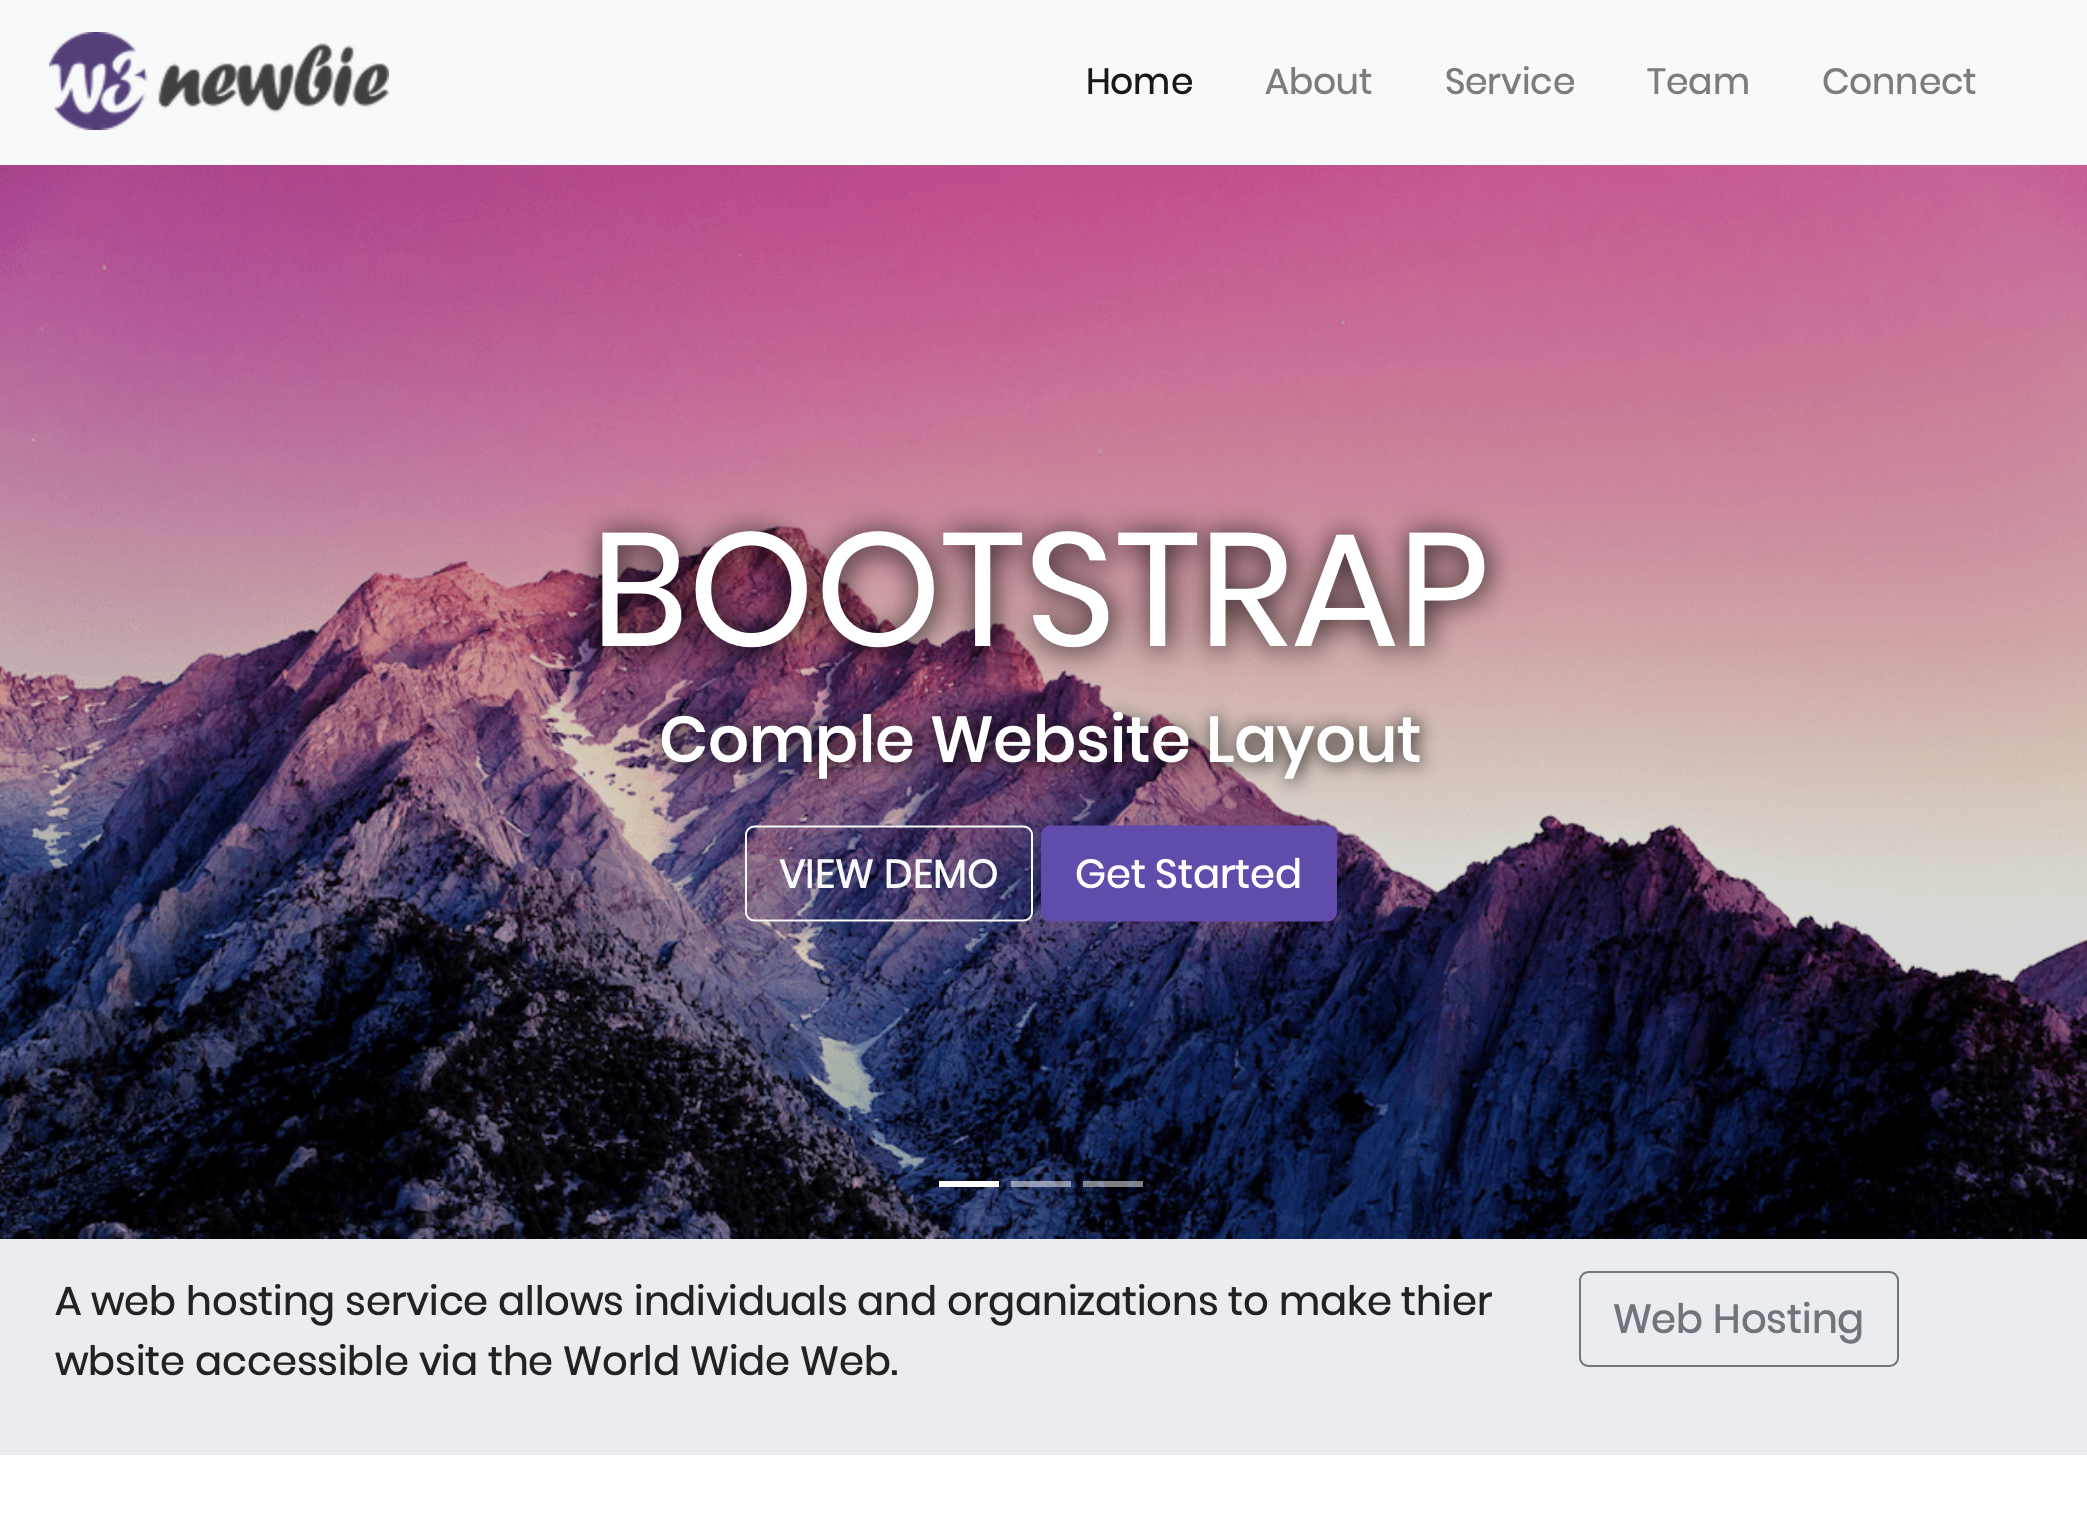 W3 newbie
Home About Service Team Connect
BOOTSTRAP
Comple Website Layout
VIEW DEMO Get Started
A web hosting service allows individuals and organizations to make thier
wbsite accessible via the World Wide Web.
Web Hosting